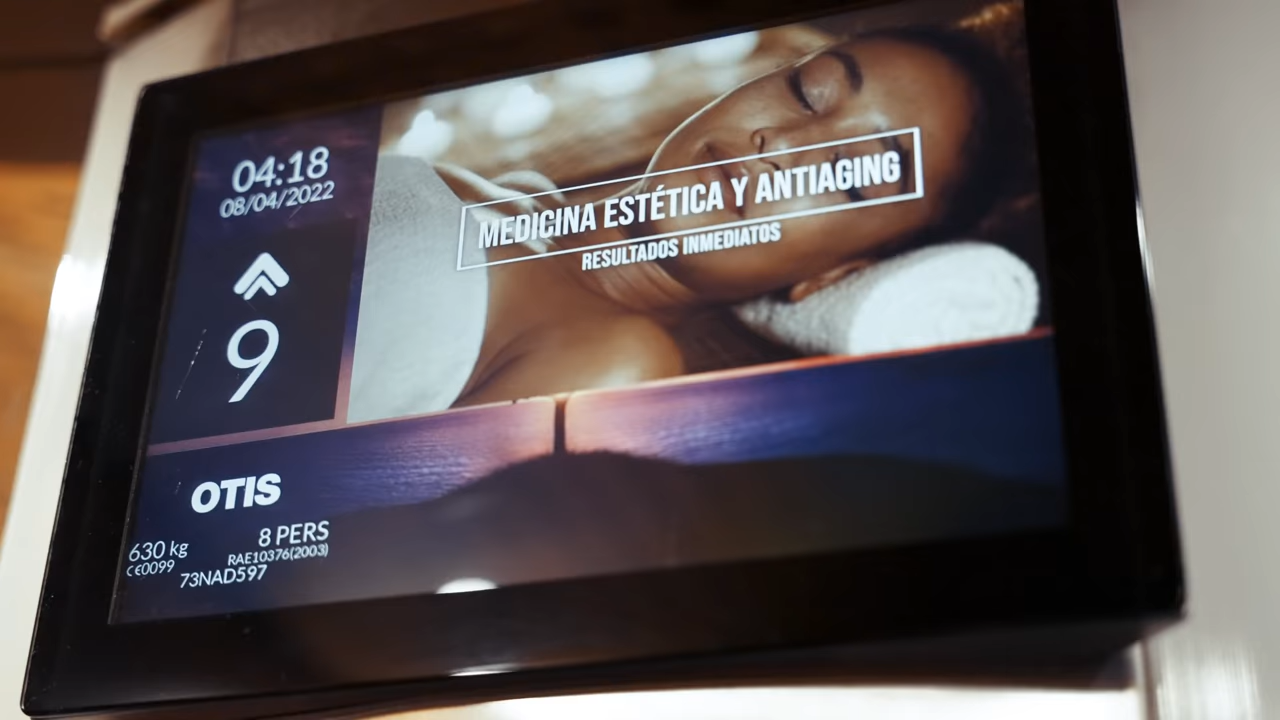 04:18
08/04/2022
9
MEDICINA ESTÉTICA Y ANTIAGING
RESULTADOS INMEDIATOS
OTIS
630 kg
8 PERS
CE0099
RAE10376(2003)
73NAD597